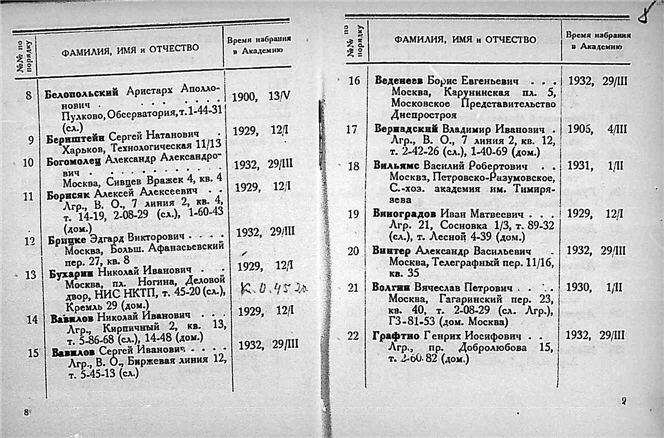 №№ по порядку
ФАМИЛИЯ, ИМЯ и ОТЧЕСТВО
Время избрания в Академию
8 Белопольский Аристарх Аполло-
нович . . . . . . . . . 1900, 13/V
Пулково, Обсерватория, т. 1-44-31
(сл.)
9 Бернштейн Сергей Натанович . 1929, 12/I
Харьков, Технологическая 11/13
10 Богомолец Александр Александро-
вич . . . . . . . . . 1932, 29/III
Москва, Сивцев Вражек 4, кв. 4
11 Борисяк Алексей Алексеевич . . 1929, 12/I
Лгр., В. О., 7 линия 2, кв. 4,
т. 14-19, 2-08-29 (сл.), 1-60-43
(дом.)
12 Брицке Эдгард Викторович . . . 1932, 29/III
Москва, Больш. Афанасьевский
пер. 27, кв. 8
13 Бухарин Николай Иванович . . 1929, 12/I
Москва, пл. Ногина, Деловой
двор, НИС НКТП, т. 45-20 (сл.),
Кремль 29 (дом.)
14 Вавилов Николай Иванович . . . 1929, 12/I
Лгр., Кирпичный 2, кв. 13,
т. 5-86-68 (сл.), 14-48 (дом.)
15 Вавилов Сергей Иванович . . . . 1932, 29/III
Лгр., В. О., Биржевая линия 12,
т. 5-45-13 (сл.)
8
№№ по порядку
ФАМИЛИЯ, ИМЯ и ОТЧЕСТВО
Время избрания в Академию
16 Веденеев Борис Евгеньевич . . . 1932, 29/III
Москва, Карунинская пл. 5,
Московское Представительство
Днепростроя
17 Вернадский Владимир Иванович . 1905, 4/III
Лгр., В. О., 7 линия 2, кв. 12,
т. 2-42-26 (сл.), 1-40-69 (дом.)
18 Вильямс Василий Робертович . . 1931, 1/II
Москва, Петровско-Разумовское,
С.-хоз. академия им. Тимиря-
зева
19 Виноградов Иван Матвеевич . . . 1929, 12/I
Лгр. 21, Сосновка 1/3, т. 89-32
(сл.), т. Лесной 4-39 (дом.)
20 Винтер Александр Васильевич . 1932, 29/III
Москва, Телеграфный пер. 11/16,
кв. 35
21 Волгин Вячеслав Петрович . . . 1930, 1/II
Москва, Гагаринский пер. 23,
кв. 40, т. 2-08-29 (сл. Лгр.),
Г3-81-53 (дом. Москва)
22 Графтио Генрих Иосифович . . 1932, 29/III
Лгр., пр. Добролюбова 15,
т. 2-60-82 (дом.)
9